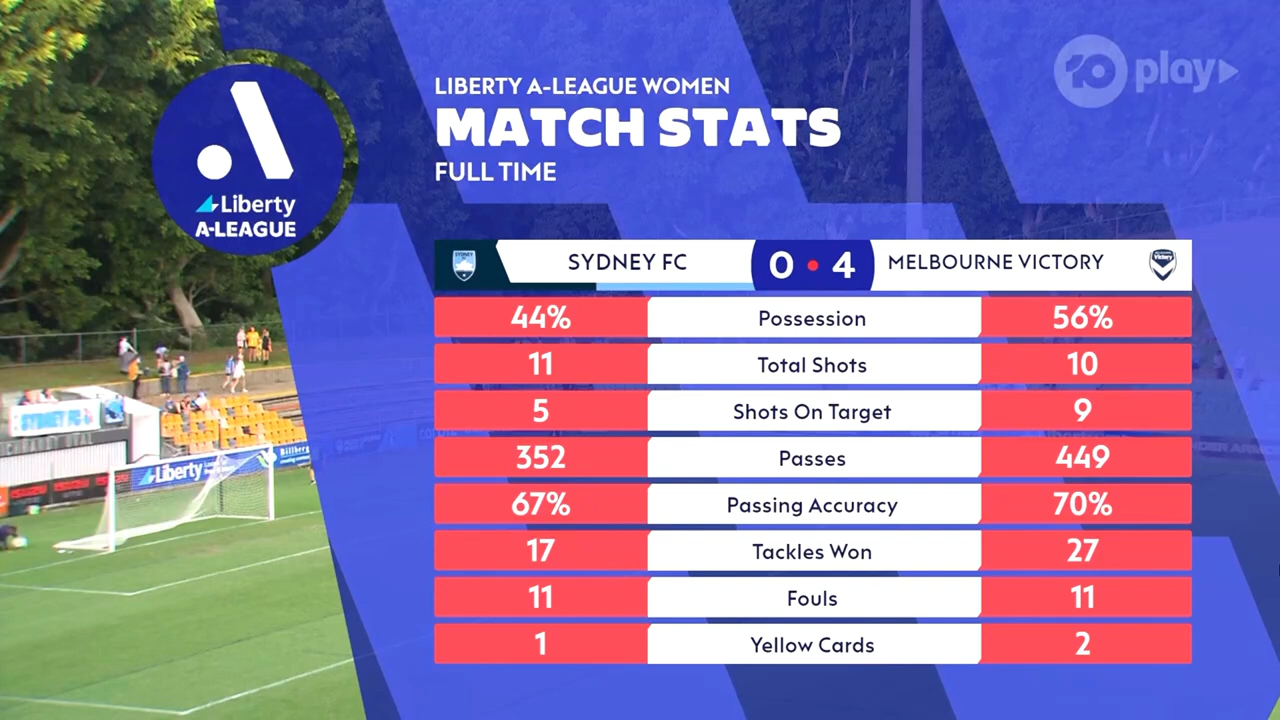 10 play
LIBERTY A-LEAGUE WOMEN
MATCH STATS
FULL TIME
Liberty
A-LEAGUE
SYDNEY FC 0 • 4 MELBOURNE VICTORY
44% Possession 56%
11 Total Shots 10
5 Shots On Target 9
352 Passes 449
67% Passing Accuracy 70%
17 Tackles Won 27
11 Fouls 11
1 Yellow Cards 2
SYDNEY FC
Liberty